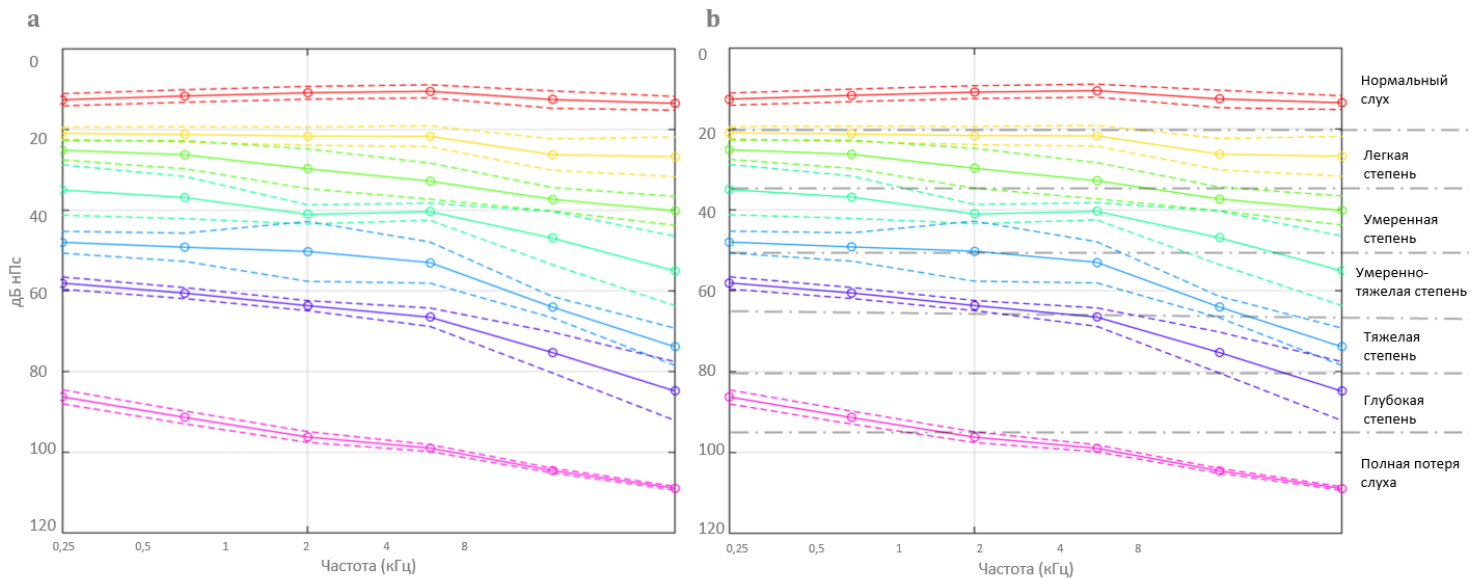 a
0
20
40
60
80
100
120
дБ нПс
0,25
0,5
1
2
4
8
Частота (кГц)
b
0
20
40
60
80
100
120
0,25
0,5
1
2
4
8
Частота (кГц)
Нормальный
слух
Легкая
степень
Умеренная
степень
Умеренно-
тяжелая степень
Тяжелая
степень
Глубокая
степень
Полная потеря
слуха